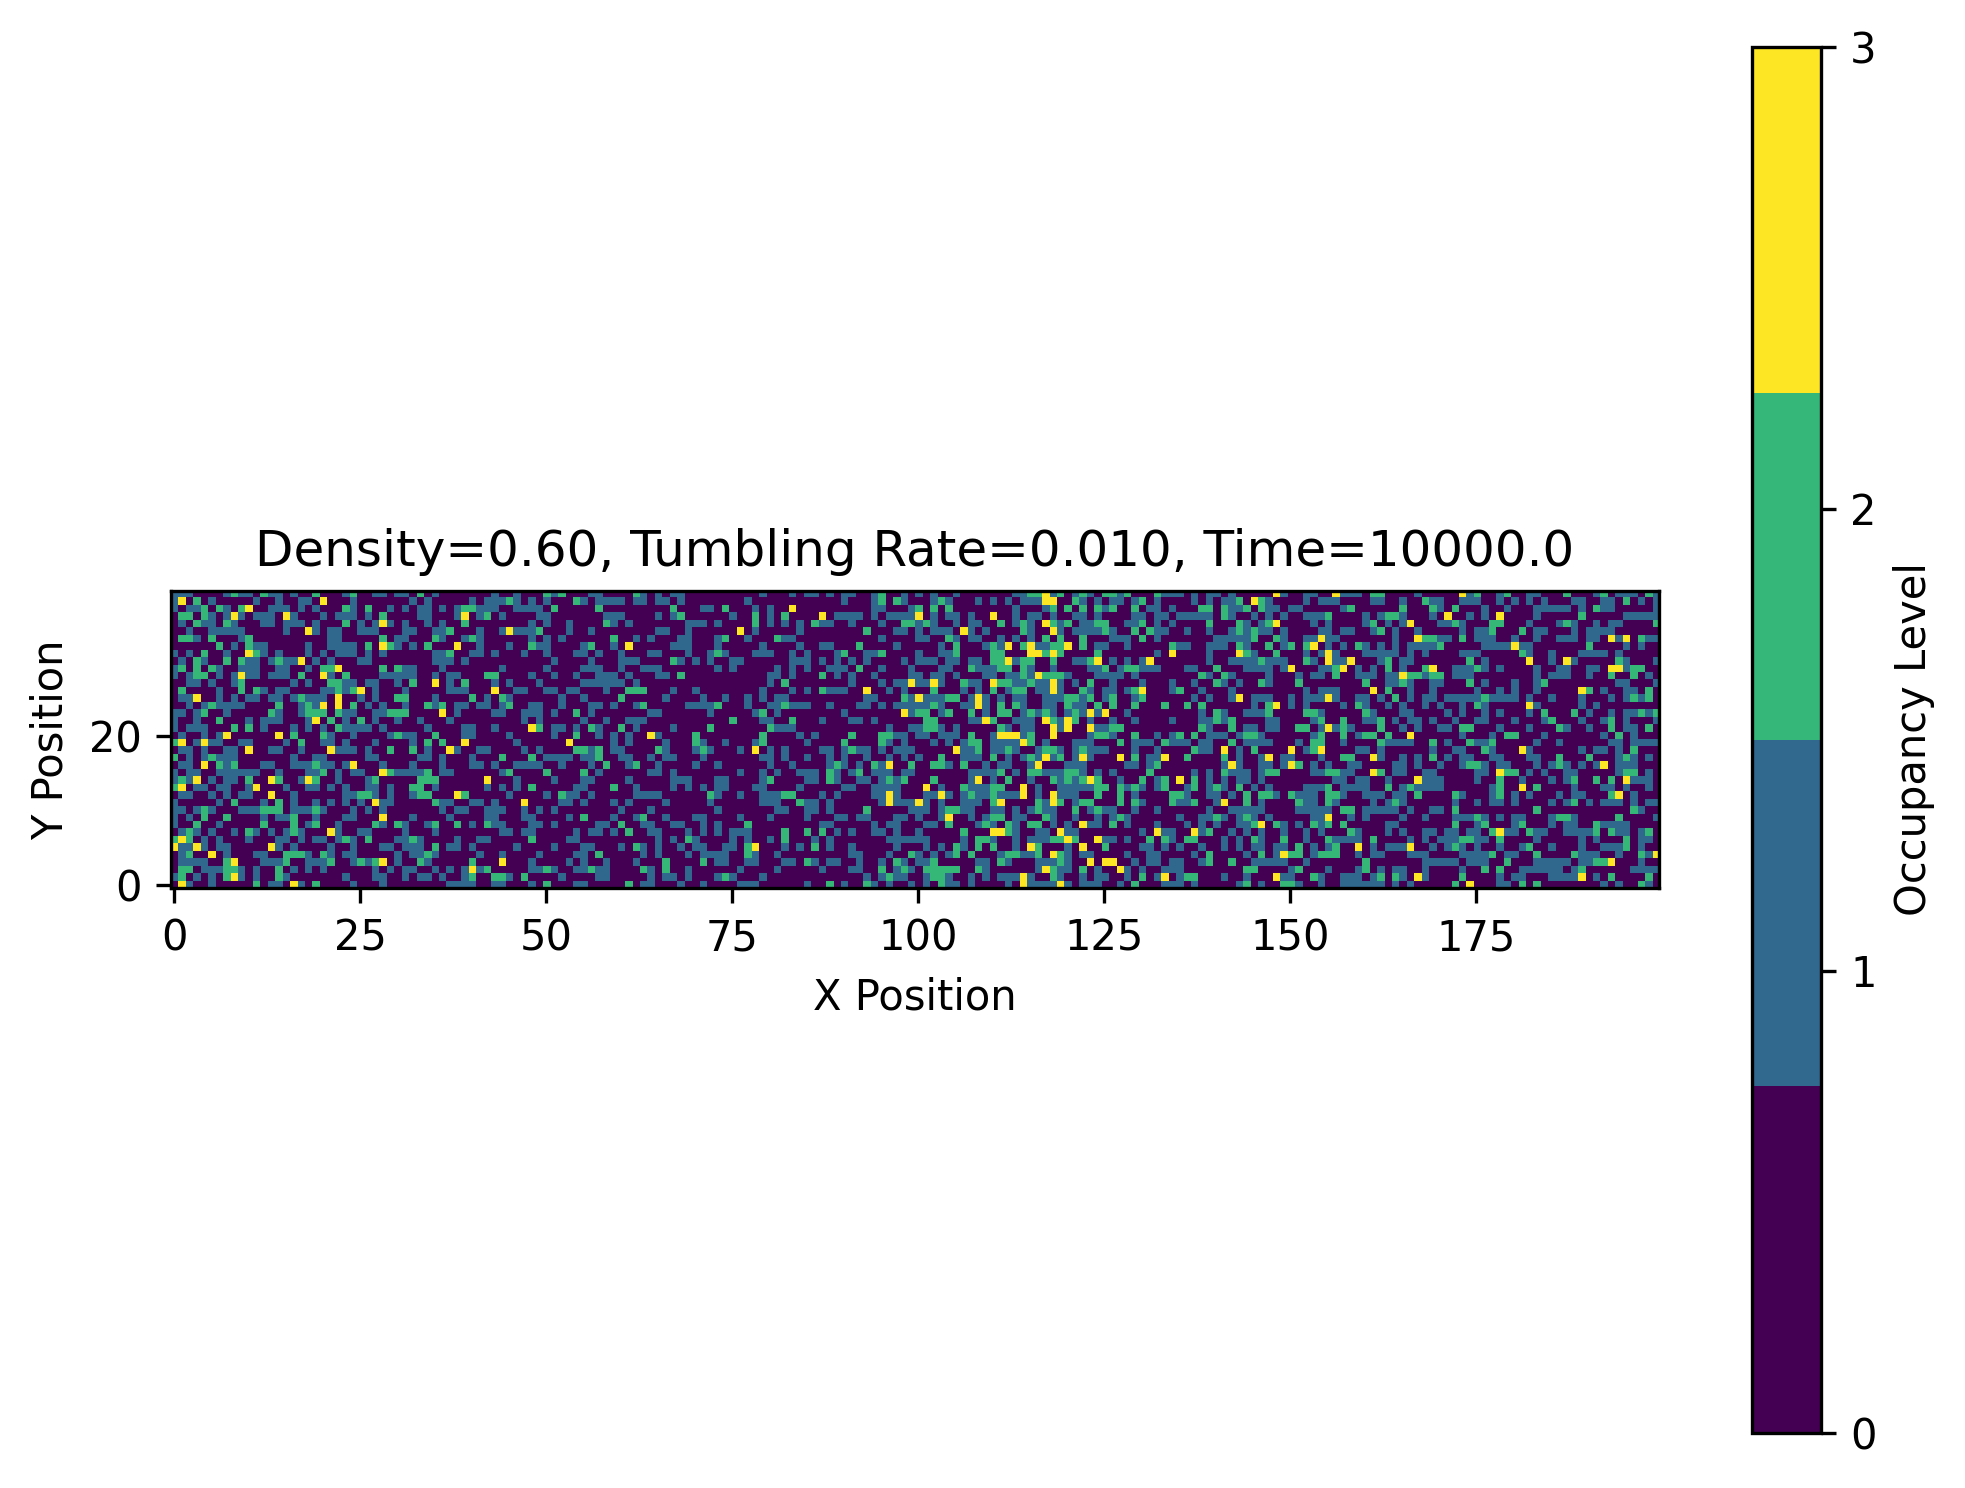 Density=0.60, Tumbling Rate=0.010, Time=10000.0
Y Position
20
0
0 25 50 75 100 125 150 175
X Position
3
2
1
0
Occupancy Level